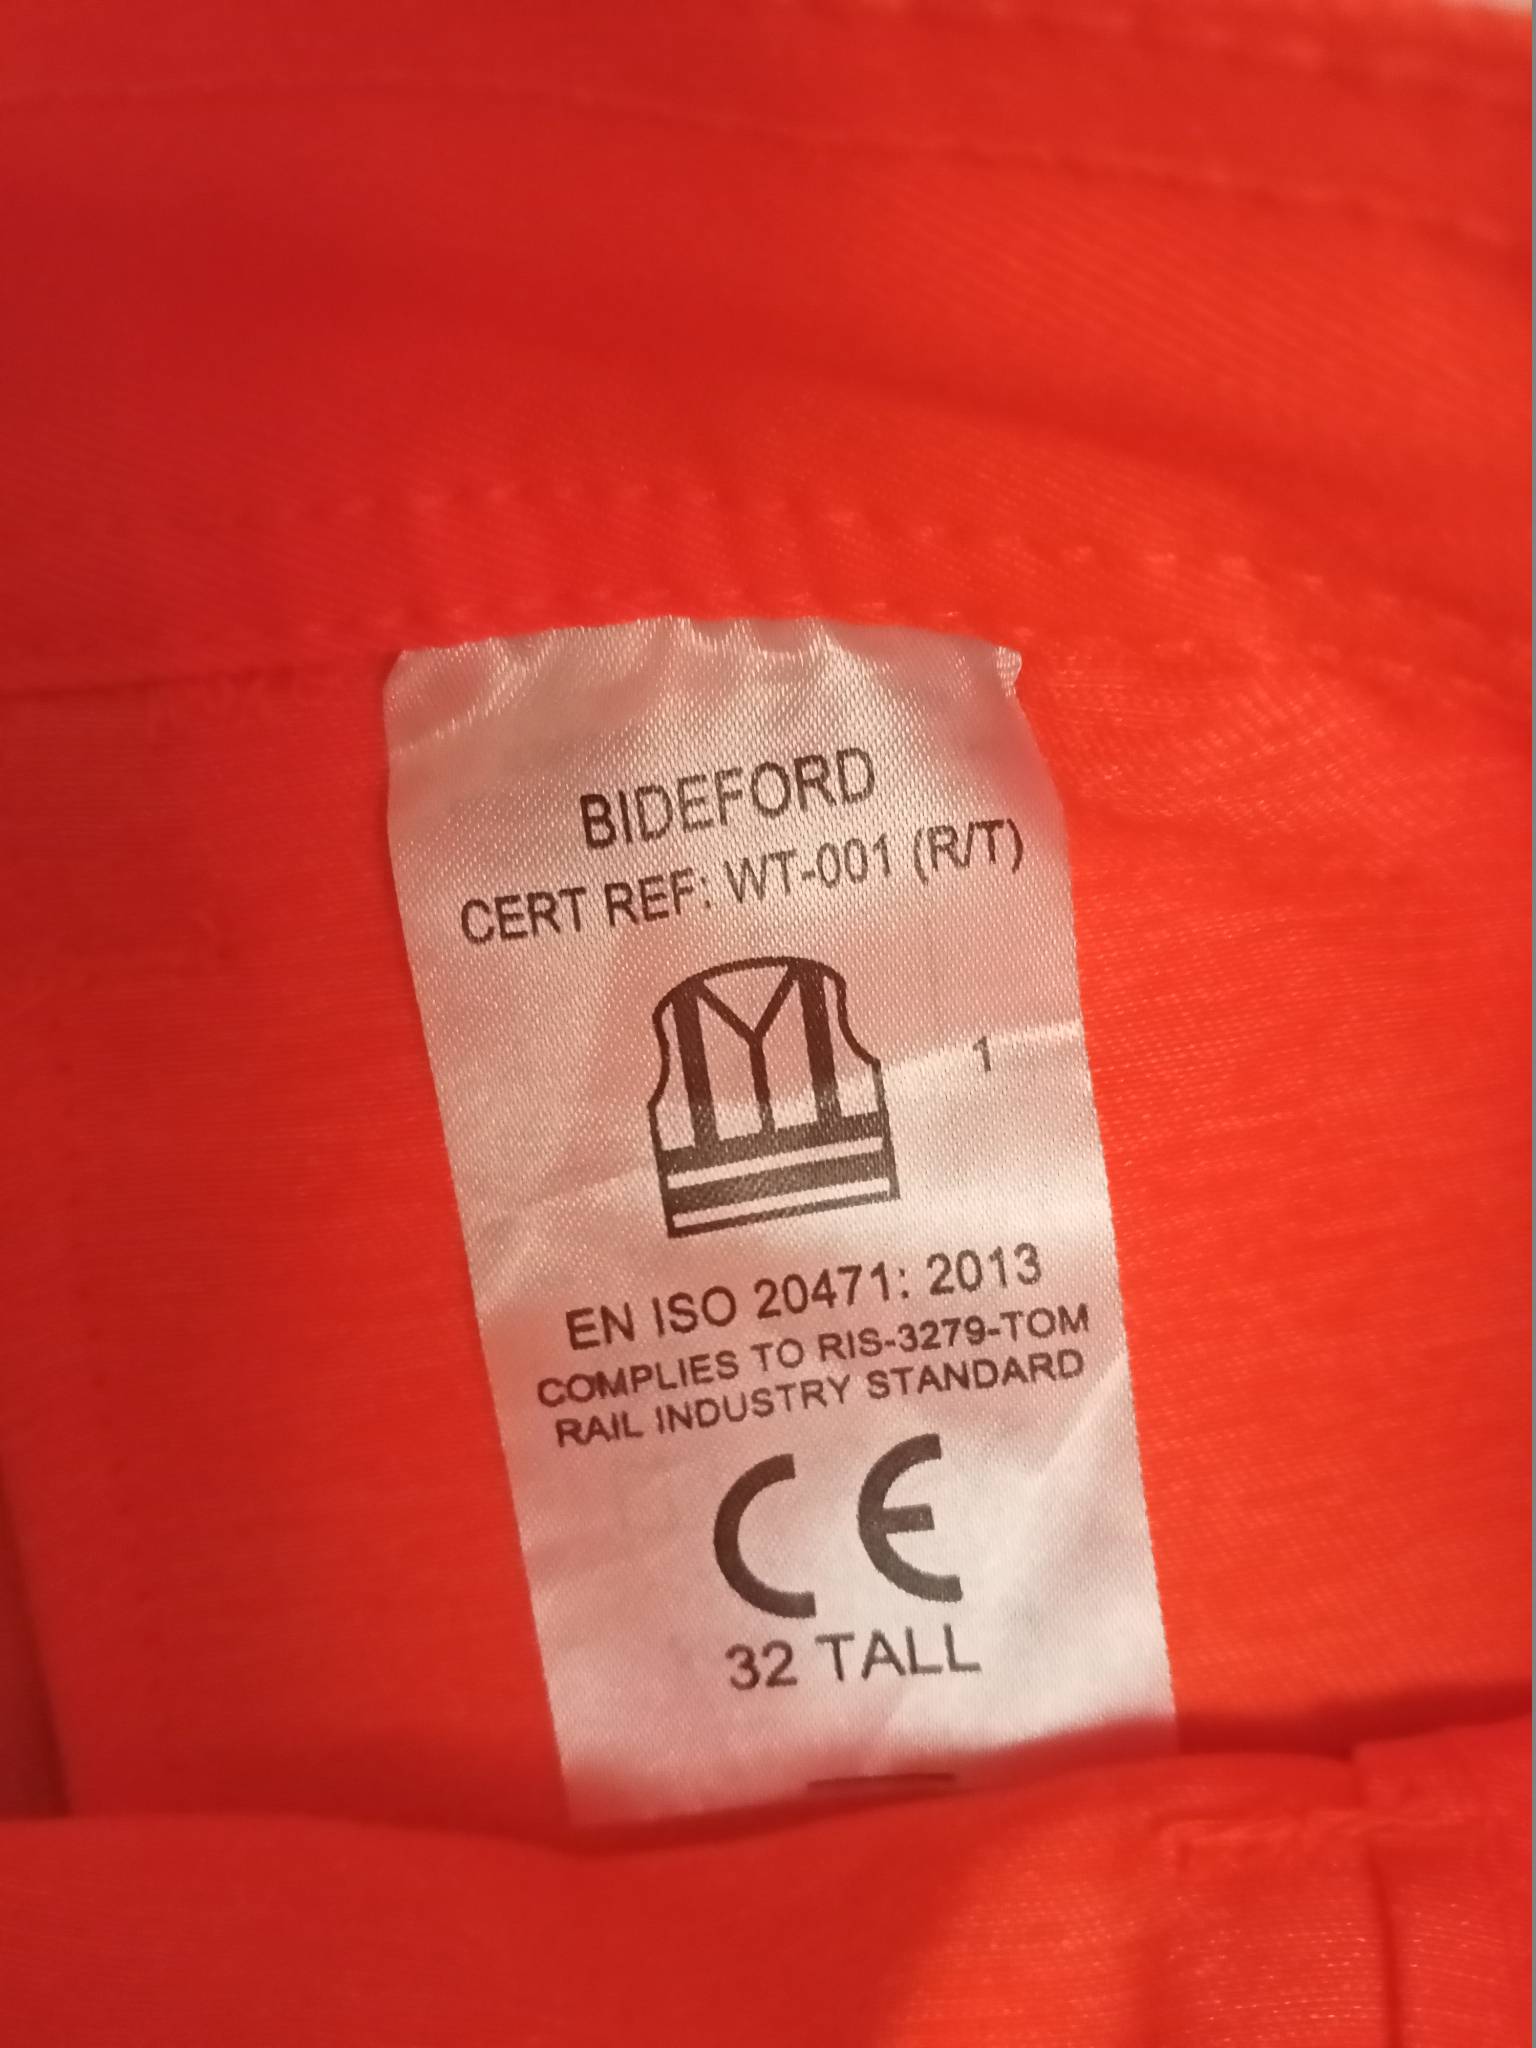 BIDEFORD
CERT REF: WT-001 (R/T)
1
EN ISO 20471: 2013
COMPLIES TO RIS-3279-TOM
RAIL INDUSTRY STANDARD
CE
32 TALL